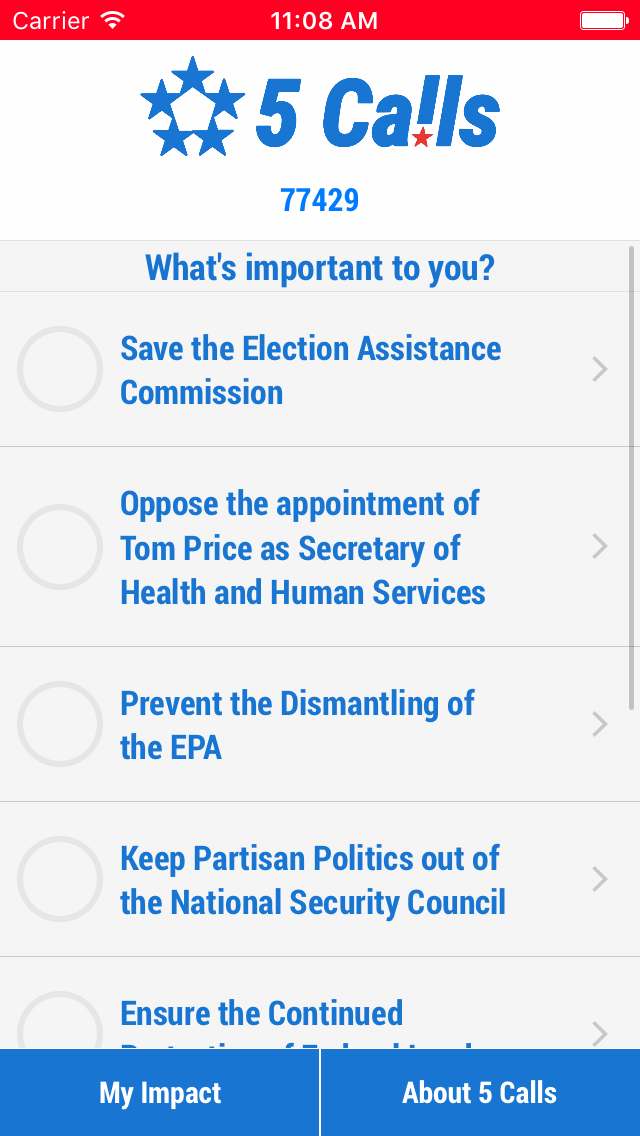 Carrier 11:08 AM
5 Calls
77429
What's important to you?
Save the Election Assistance
Commission
Oppose the appointment of
Tom Price as Secretary of
Health and Human Services
Prevent the Dismantling of
the EPA
Keep Partisan Politics out of
the National Security Council
Ensure the Continued
My Impact About 5 Calls